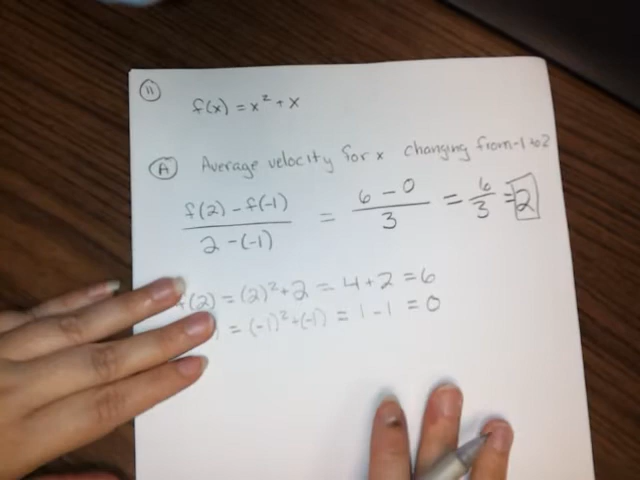 11
f(x) = x² + x
A Average velocity for x changing from -1 to 2
f(2) - f(-1) / 2 - (-1) = 6 - 0 / 3 = 6/3 = 2
f(2) = (2)² + 2 = 4 + 2 = 6
) = (-1)² + (-1) = 1 - 1 = 0